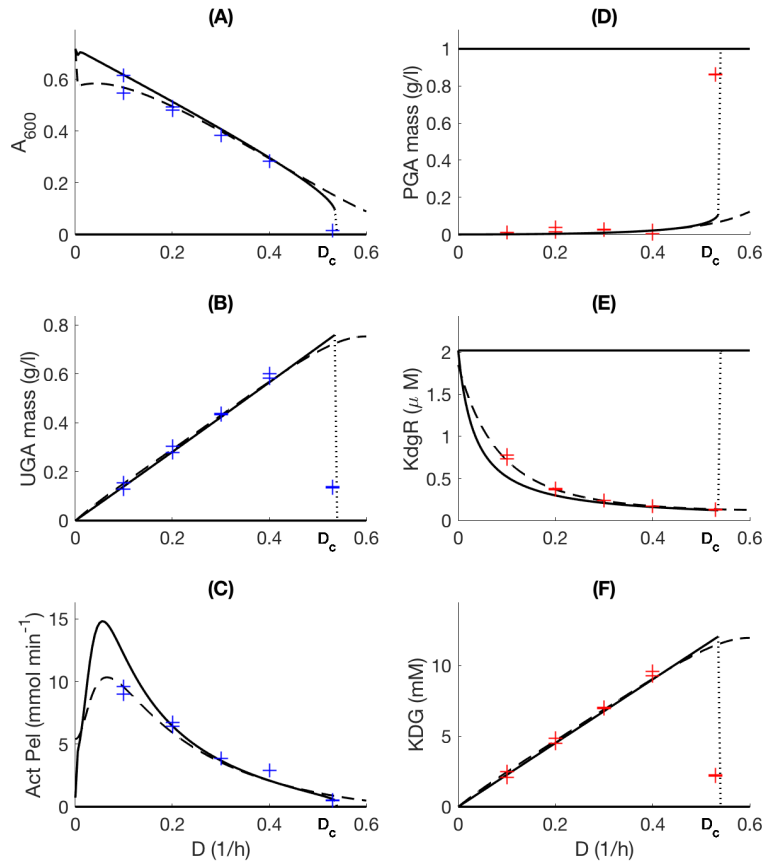 (A)
A600
0.6
0.4
0.2
0
0 0.2 0.4 0.6
Dc
(D)
PGA mass (g/l)
1
0.8
0.6
0.4
0.2
0
0 0.2 0.4 0.6
Dc
(B)
UGA mass (g/l)
0.8
0.6
0.4
0.2
0
0 0.2 0.4 0.6
Dc
(E)
KdgR (μ M)
2
1.5
1
0.5
0
0 0.2 0.4 0.6
Dc
(C)
Act Pel (mmol min⁻¹)
15
10
5
0
0 0.2 0.4 0.6
Dc
D (1/h)
(F)
KDG (mM)
10
5
0
0 0.2 0.4 0.6
Dc
D (1/h)